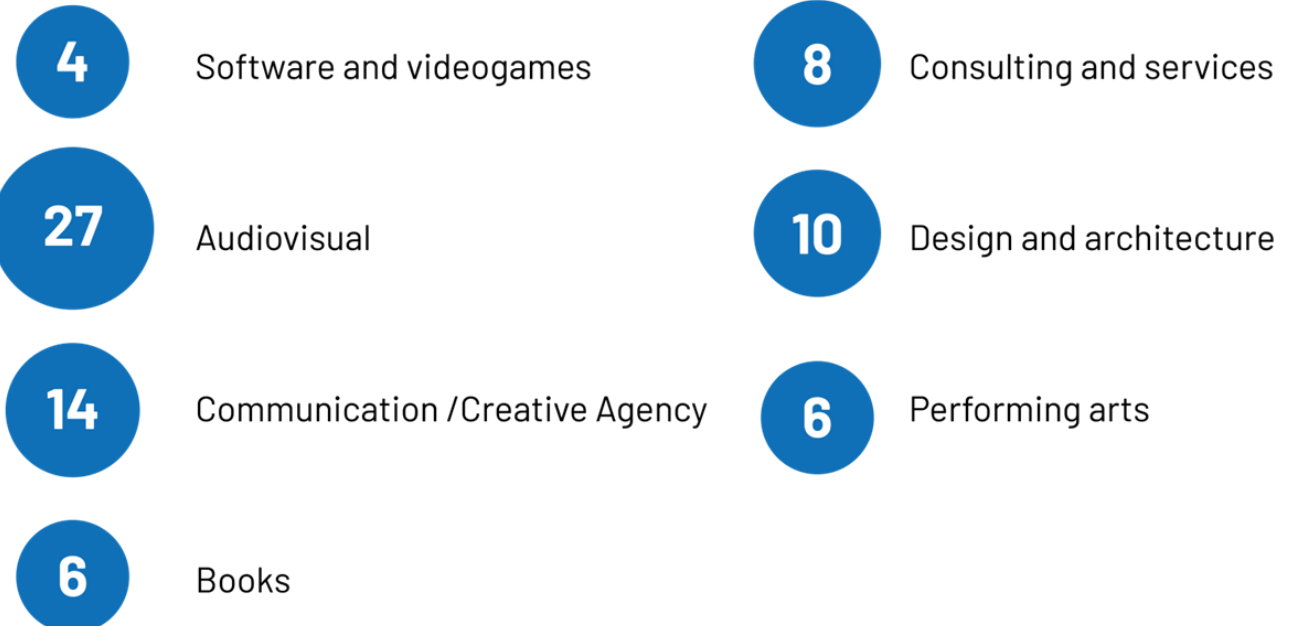 4 Software and videogames
27 Audiovisual
14 Communication /Creative Agency
6 Books
8 Consulting and services
10 Design and architecture
6 Performing arts